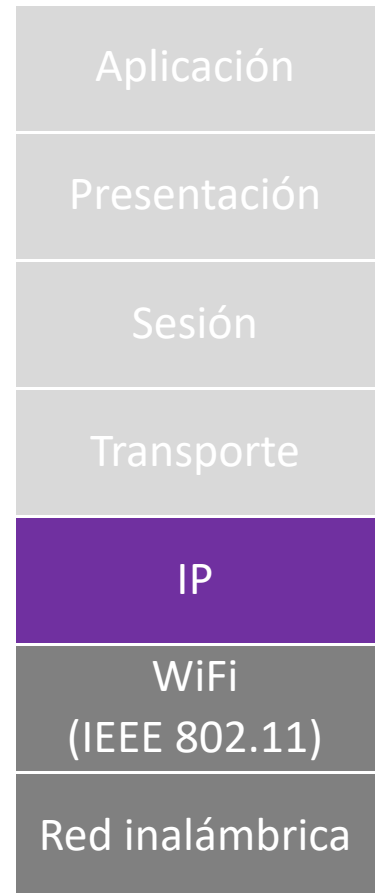 Aplicación
Presentación
Sesión
Transporte
IP
WiFi
(IEEE 802.11)
Red inalámbrica